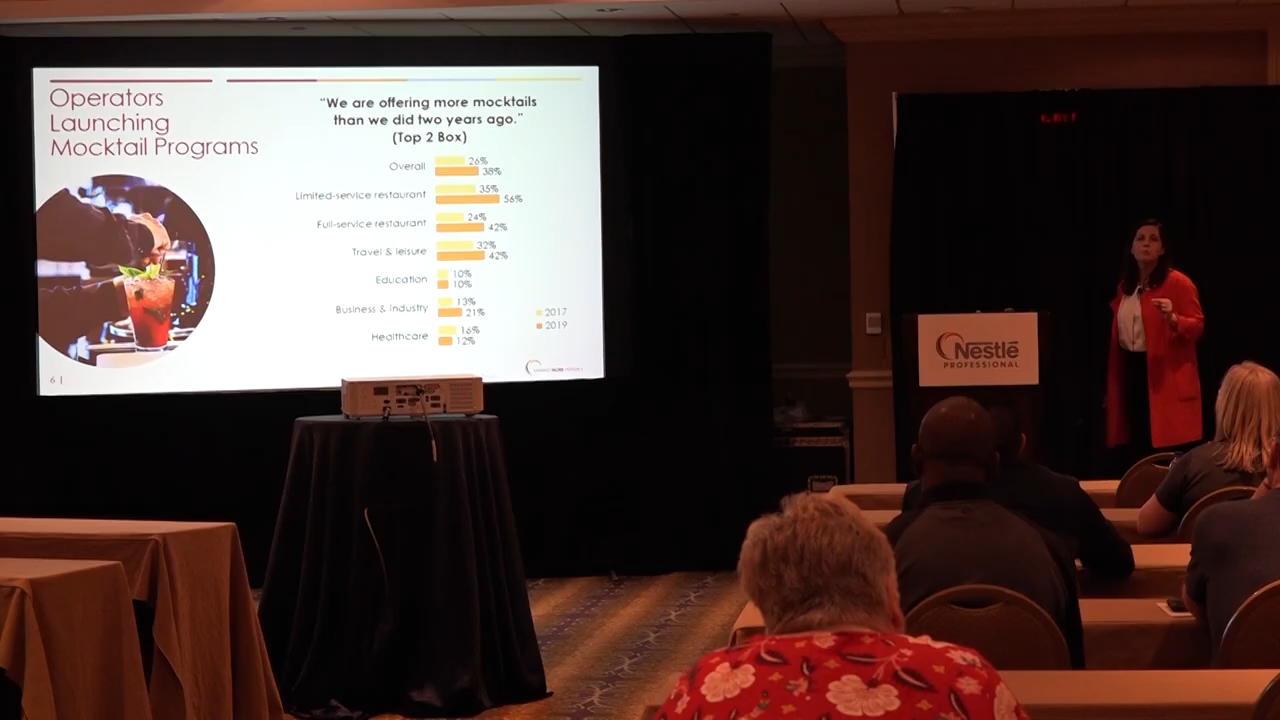 Operators
Launching
Mocktail Programs
“We are offering more mocktails
than we did two years ago.”
(Top 2 Box)
Overall 26% 38%
Limited-service restaurant 35% 56%
Full-service restaurant 24% 42%
Travel & leisure 32% 42%
Education 10% 10%
Business & industry 13% 21%
Healthcare 16% 12%
2017
2019
6 |
Nestlé
PROFESSIONAL